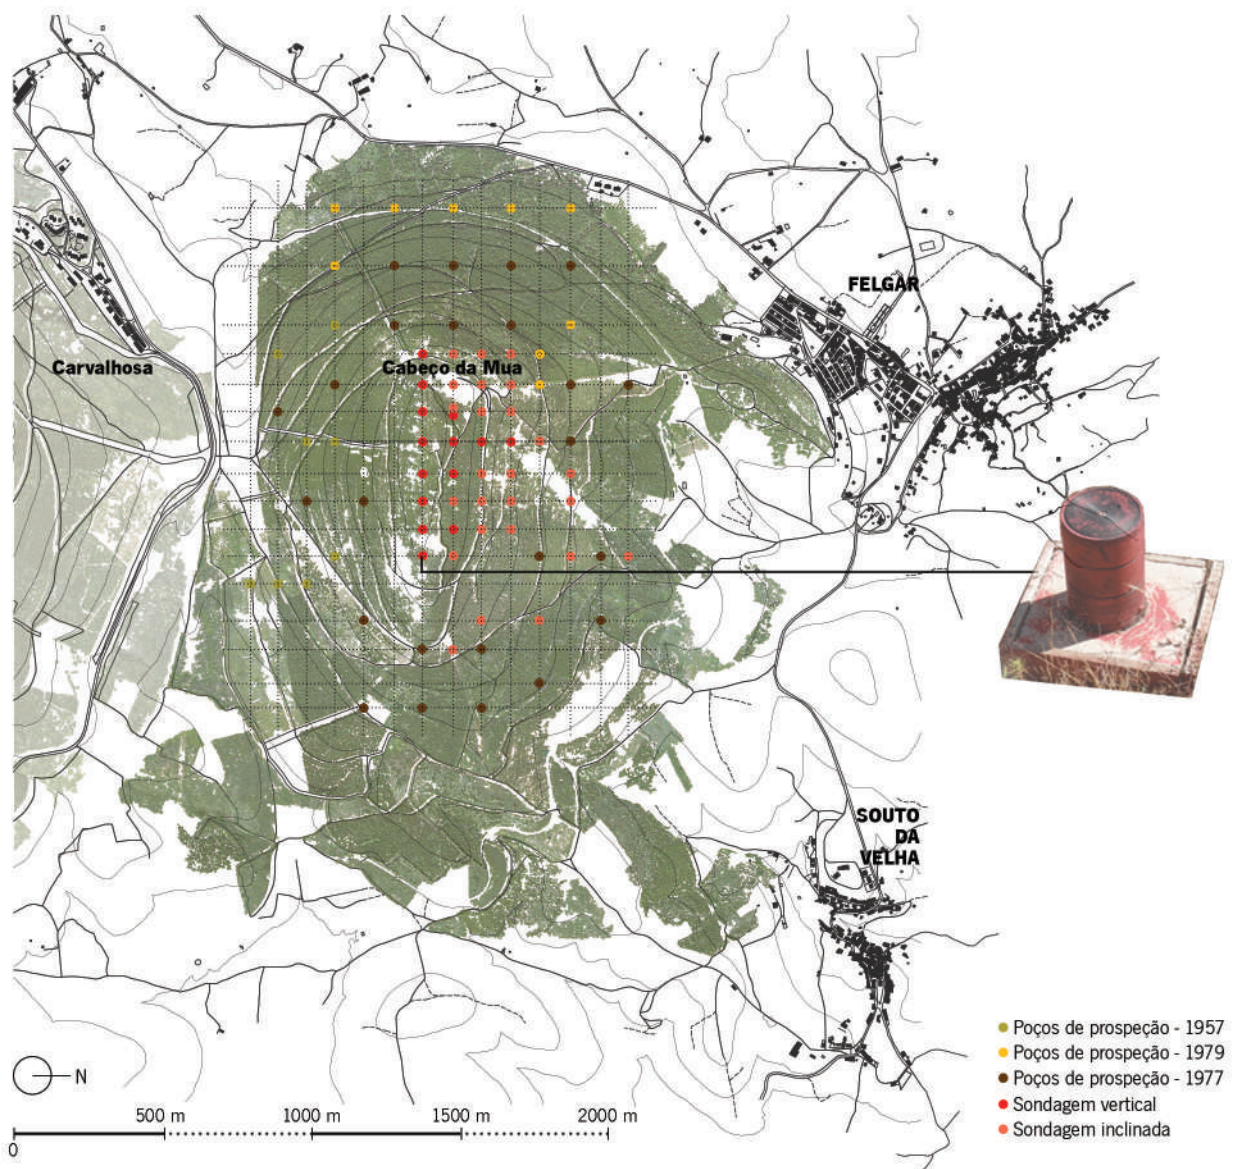 FELGAR
Carvalhosa
Cabeço da Mua
SOUTO
DA
VELHA
Poços de prospeção - 1957
Poços de prospeção - 1979
Poços de prospeção - 1977
Sondagem vertical
Sondagem inclinada
N
500 m
1000 m
1500 m
2000 m
0